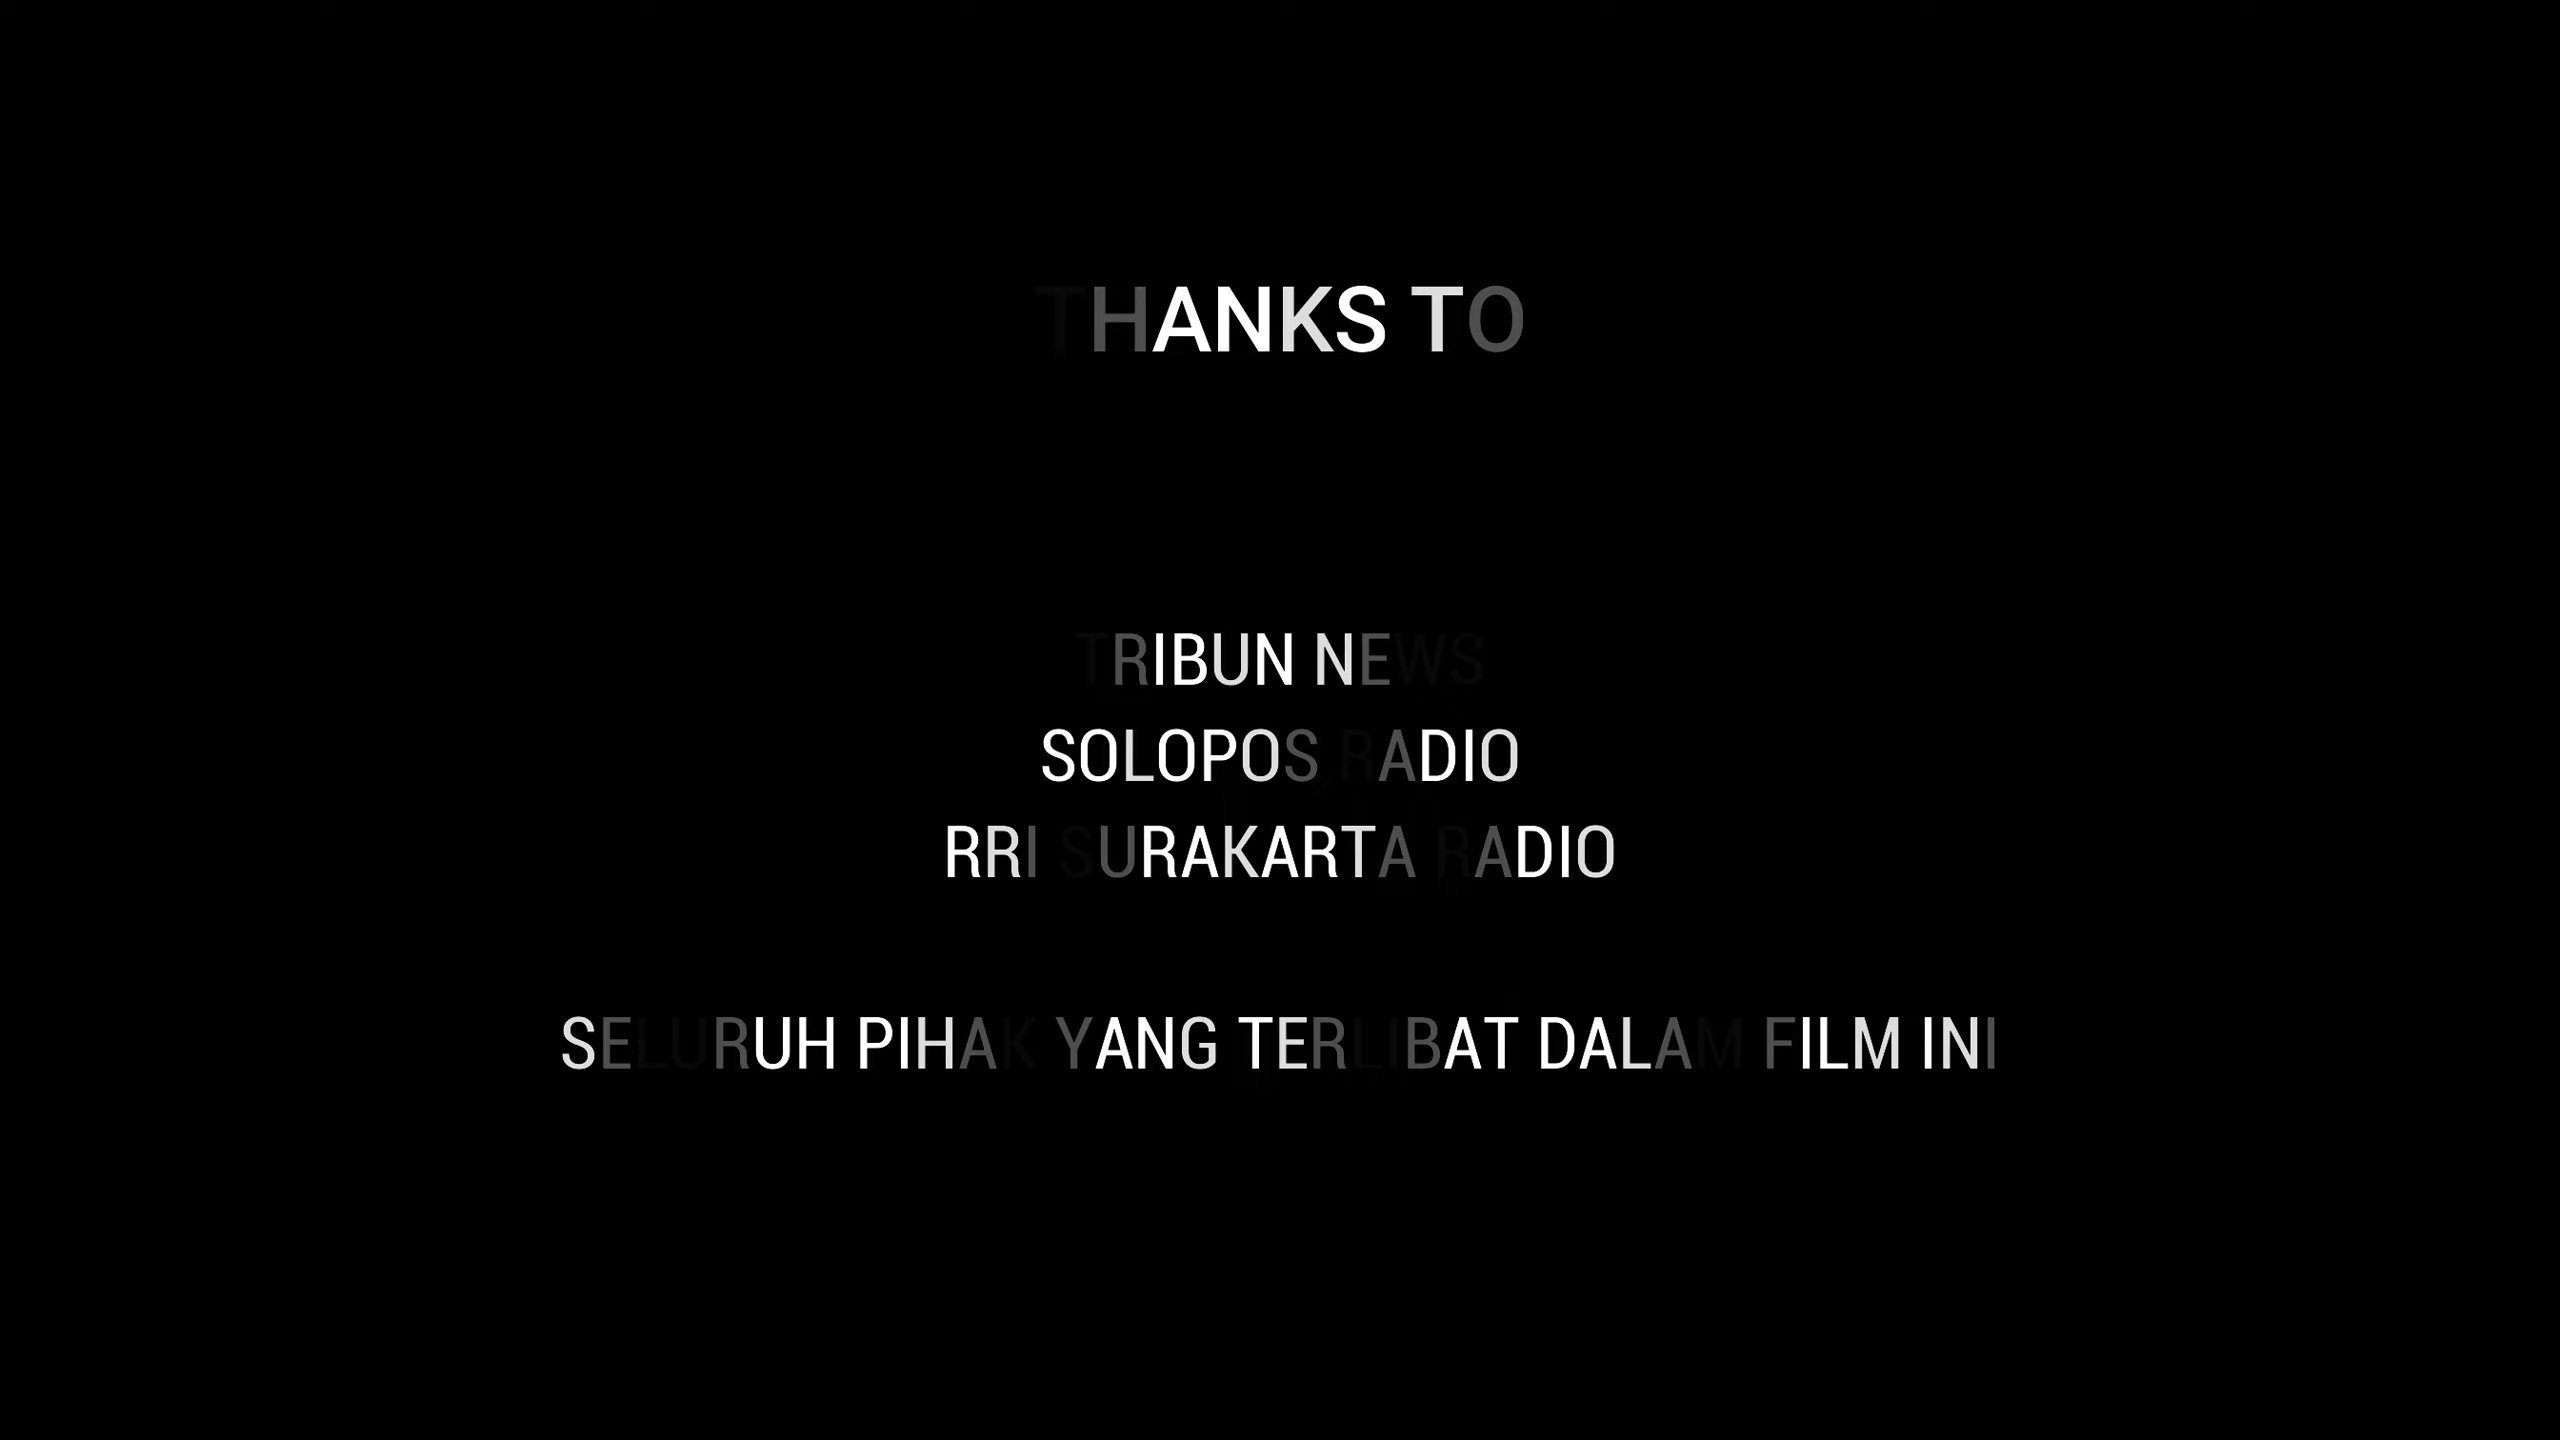 THANKS TO
TRIBUN NEWS
SOLOPOS RADIO
RRI SURAKARTA RADIO
SELURUH PIHAK YANG TERLIBAT DALAM FILM INI